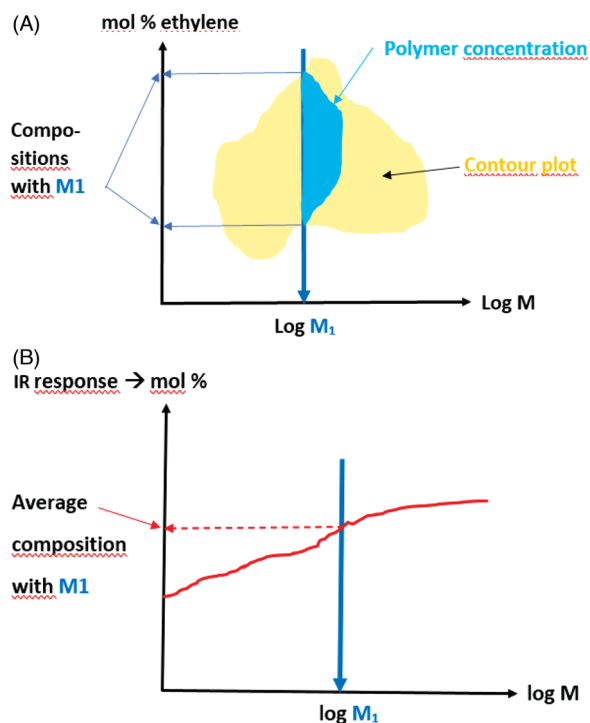 (A)
mol % ethylene
Polymer concentration
Compo-
sitions
with M1
Contour plot
Log M
Log M₁
(B)
IR response → mol %
Average
composition
with M1
log M
log M₁